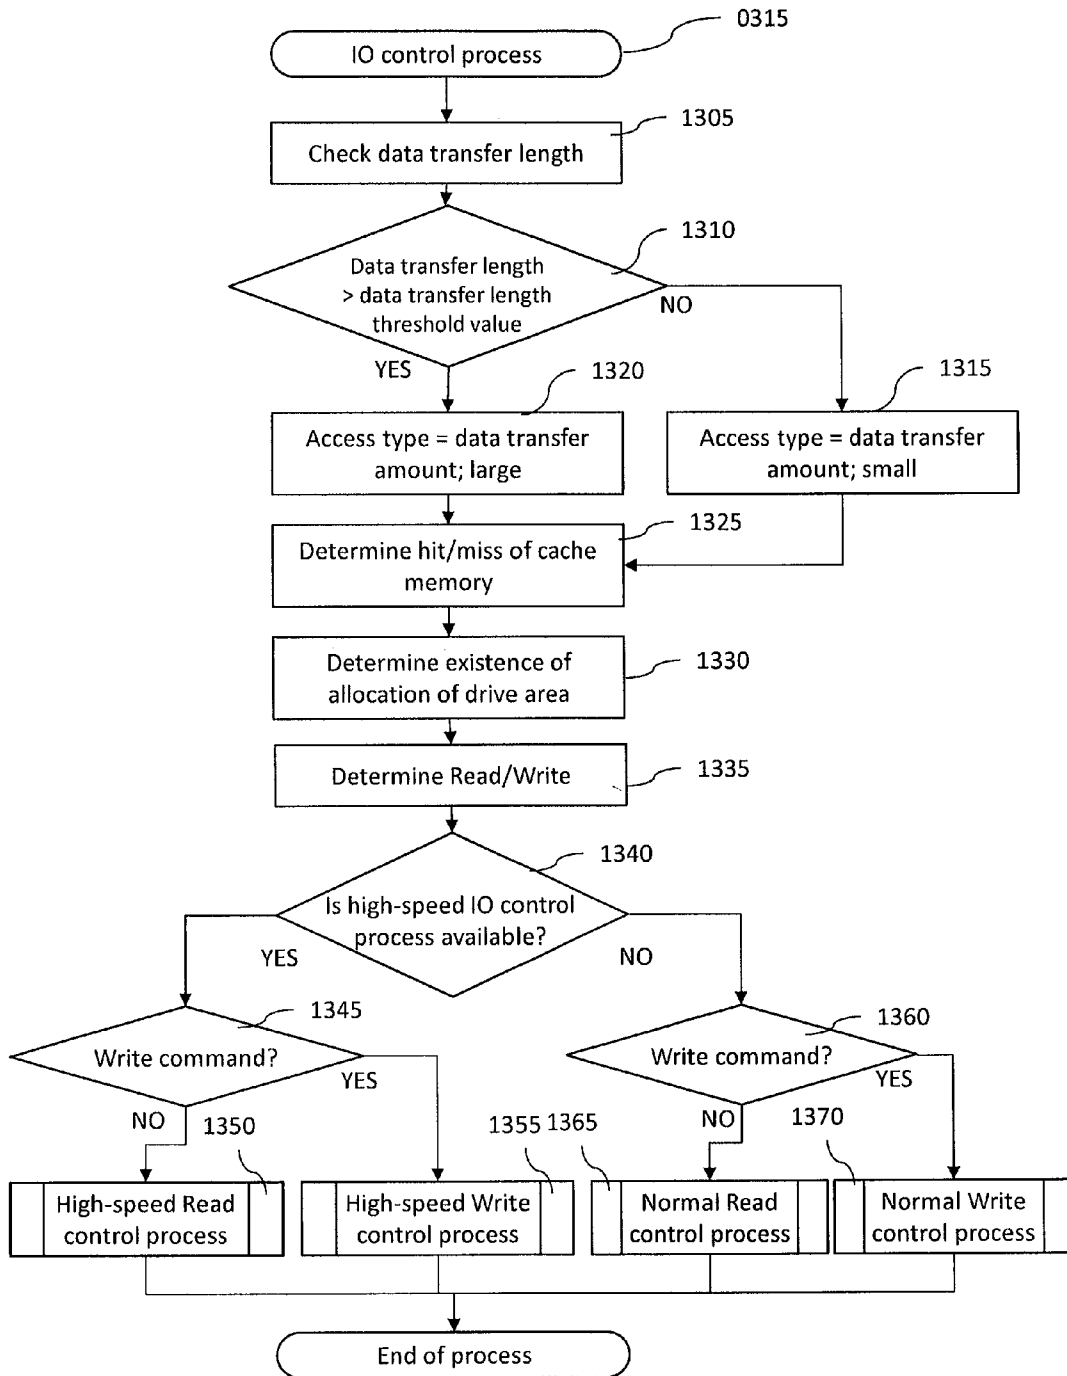 0315
IO control process
1305
Check data transfer length
1310
Data transfer length
> data transfer length
threshold value
NO
YES
1320
1315
Access type = data transfer
amount; large
Access type = data transfer
amount; small
1325
Determine hit/miss of cache
memory
1330
Determine existence of
allocation of drive area
1335
Determine Read/Write
1340
Is high-speed IO control
process available?
YES
NO
1345
1360
Write command?
YES
Write command?
YES
NO
NO
1350
1355
1365
1370
High-speed Read
control process
High-speed Write
control process
Normal Read
control process
Normal Write
control process
End of process